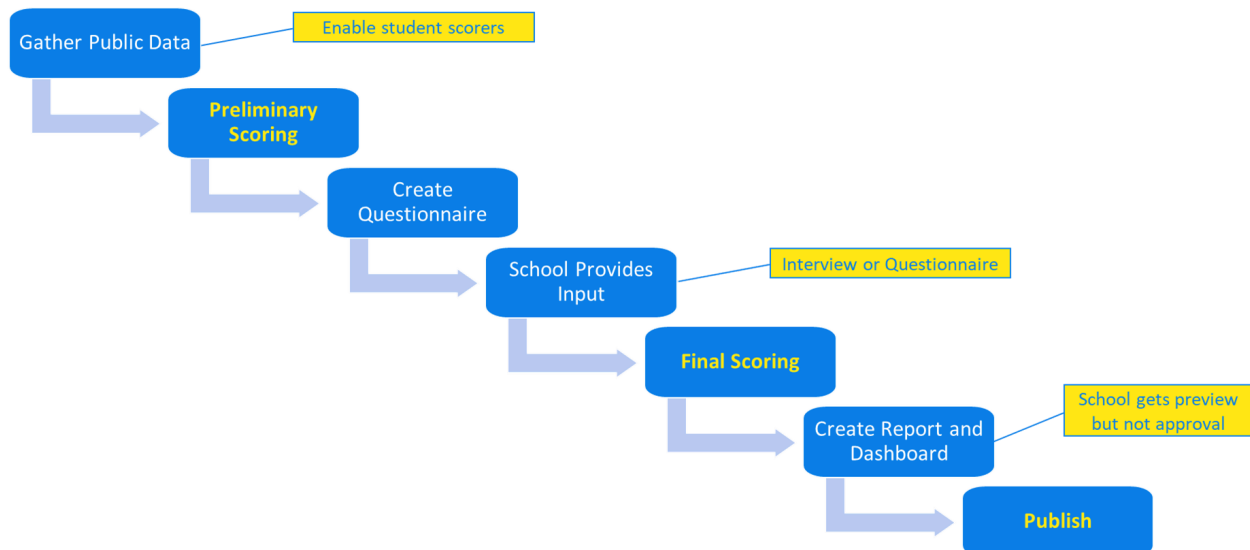 Gather Public Data
Enable student scorers
Preliminary
Scoring
Create
Questionnaire
School Provides
Input
Interview or Questionnaire
Final Scoring
School gets preview
but not approval
Create Report and
Dashboard
Publish